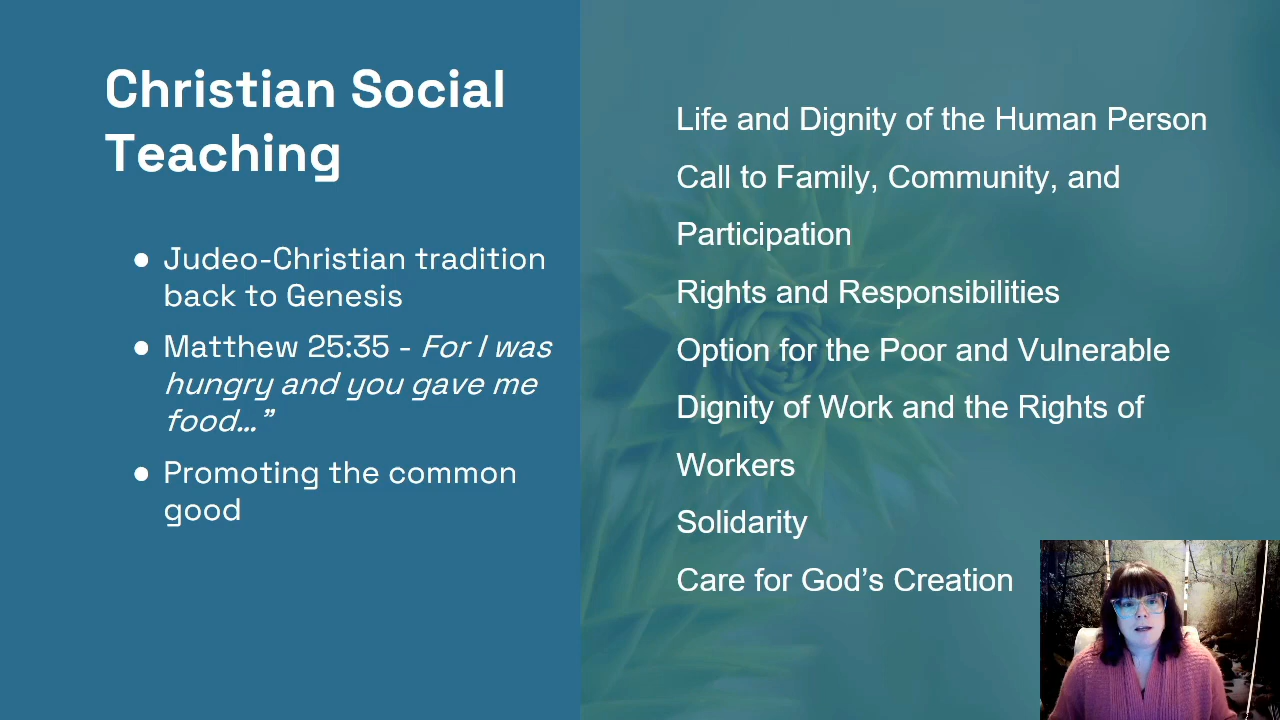 Christian Social
Teaching
● Judeo-Christian tradition
back to Genesis
● Matthew 25:35 - For I was
hungry and you gave me
food...”
● Promoting the common
good
Life and Dignity of the Human Person
Call to Family, Community, and
Participation
Rights and Responsibilities
Option for the Poor and Vulnerable
Dignity of Work and the Rights of
Workers
Solidarity
Care for God’s Creation